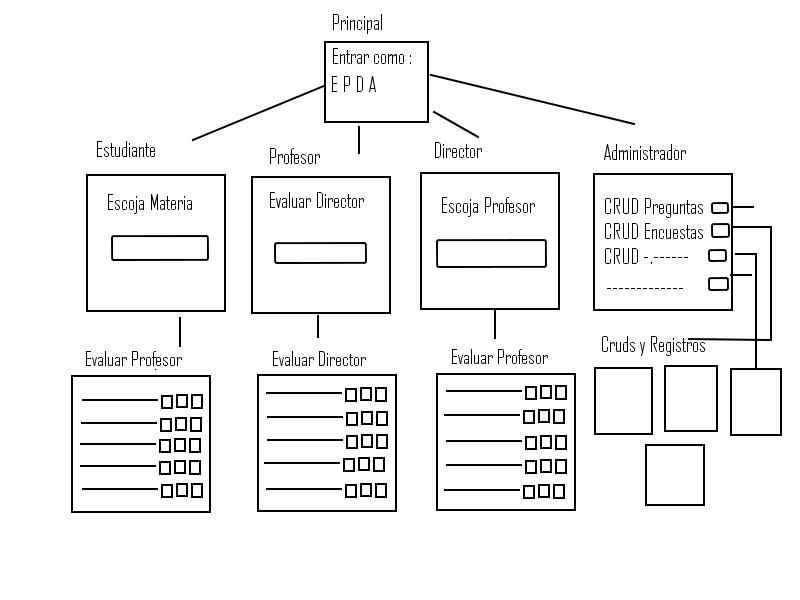 Principal
Entrar como :
E P D A
Estudiante
Profesor
Director
Administrador
Escoja Materia
Evaluar Director
Escoja Profesor
CRUD Preguntas
CRUD Encuestas
CRUD -.------
-------------
Evaluar Profesor
Evaluar Director
Evaluar Profesor
Cruds y Registros